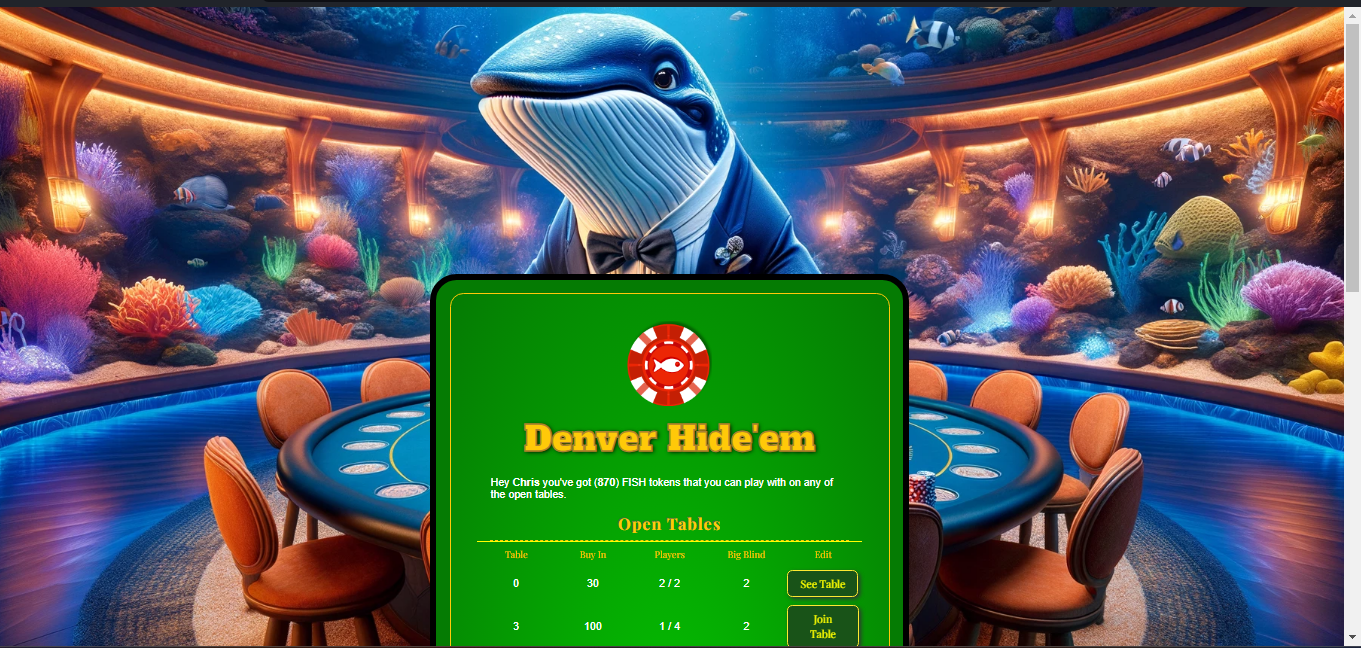 Denver Hide'em
Hey Chris you've got (870) FISH tokens that you can play with on any of
the open tables.
Open Tables
Table Buy In Players Big Blind Edit
0 30 2 / 2 2 See Table
3 100 1 / 4 2 Join
Table